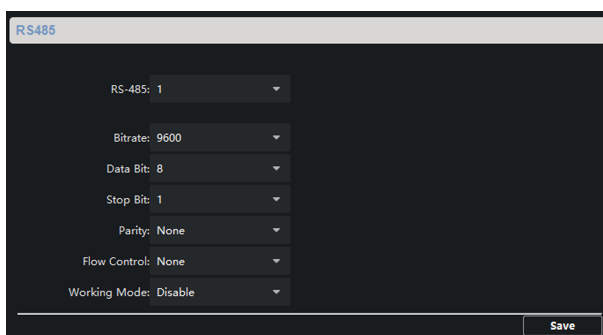 RS485
RS-485: 1
Bitrate: 9600
Data Bit: 8
Stop Bit: 1
Parity: None
Flow Control: None
Working Mode: Disable
Save